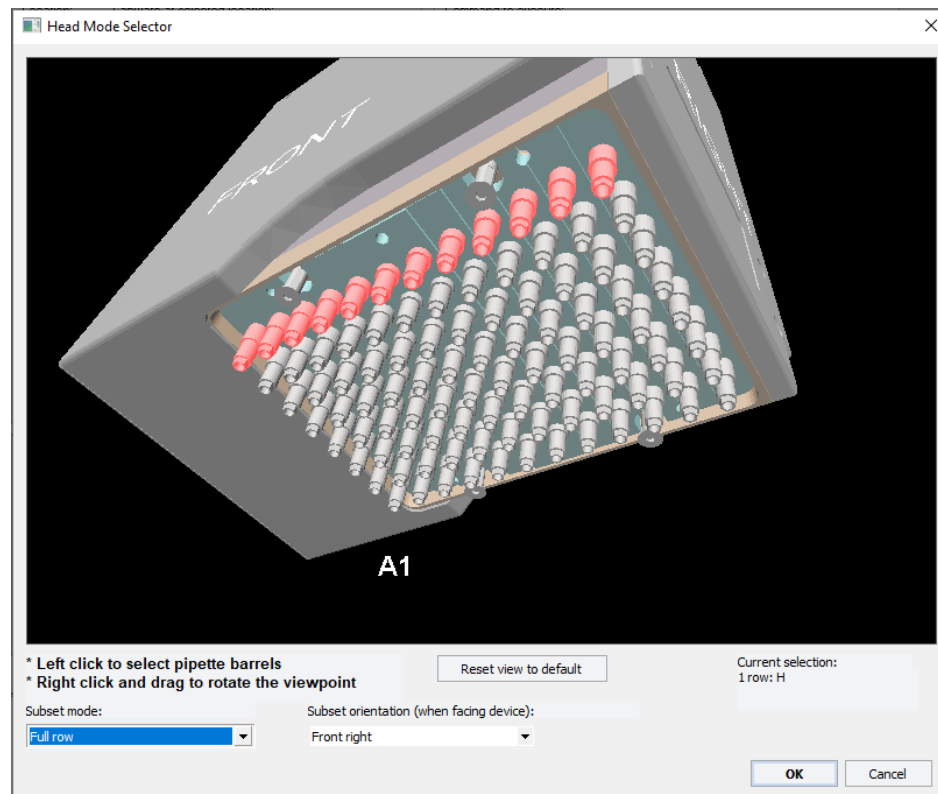 Head Mode Selector
FRONT
A1
* Left click to select pipette barrels
* Right click and drag to rotate the viewpoint
Reset view to default
Current selection:
1 row: H
Subset mode:
Full row
Subset orientation (when facing device):
Front right
OK
Cancel